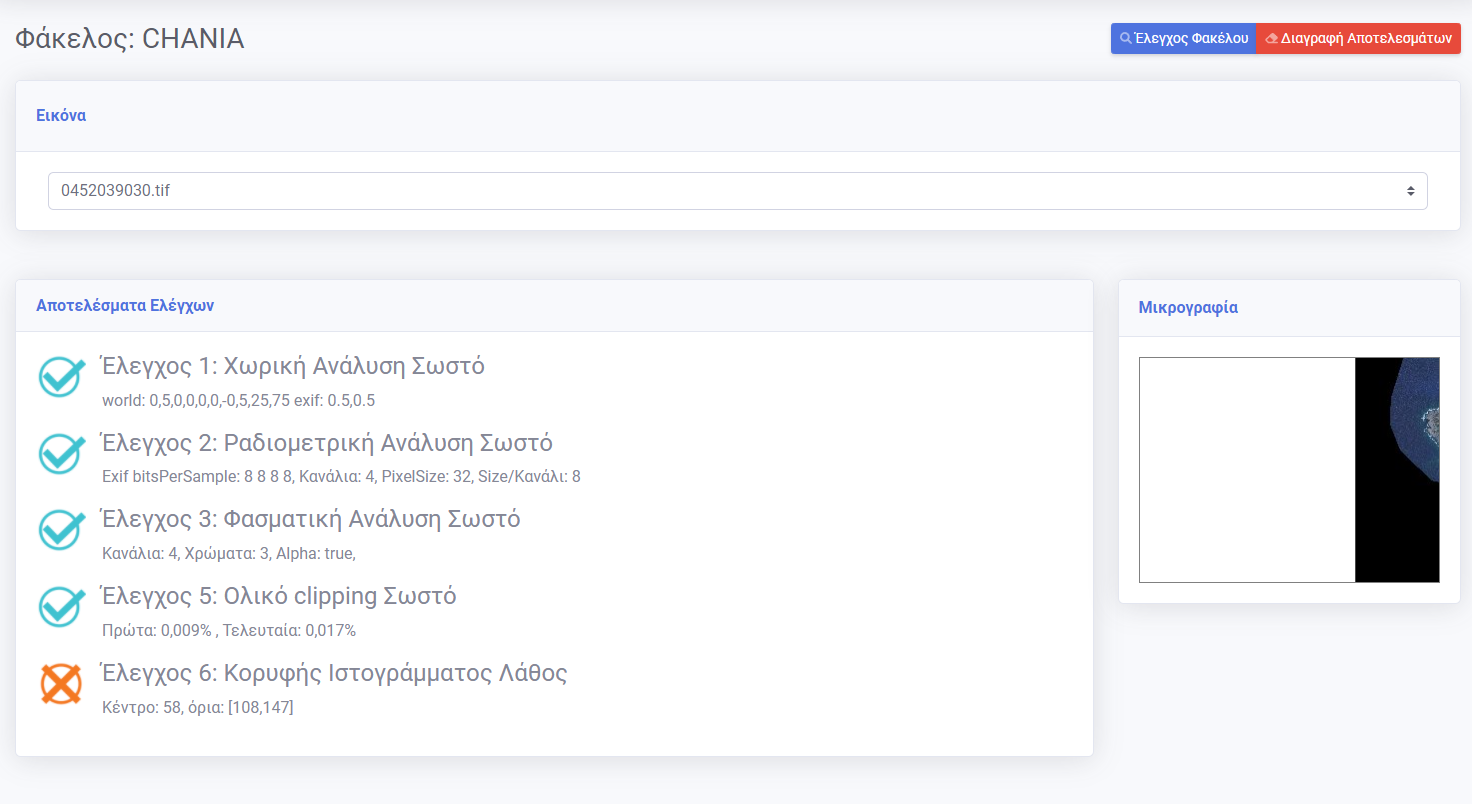 Φάκελος: CHANIA
Έλεγχος Φακέλου
Διαγραφή Αποτελεσμάτων
Εικόνα
0452039030.tif
Αποτελέσματα Ελέγχων
Έλεγχος 1: Χωρική Ανάλυση Σωστό
world: 0,5,0,0,0,0,-0,5,25,75 exif: 0.5,0.5
Έλεγχος 2: Ραδιομετρική Ανάλυση Σωστό
Exif bitsPerSample: 8 8 8 8, Κανάλια: 4, PixelSize: 32, Size/Κανάλι: 8
Έλεγχος 3: Φασματική Ανάλυση Σωστό
Κανάλια: 4, Χρώματα: 3, Alpha: true,
Έλεγχος 5: Ολικό clipping Σωστό
Πρώτα: 0,009% , Τελευταία: 0,017%
Έλεγχος 6: Κορυφής Ιστογράμματος Λάθος
Κέντρο: 58, όρια: [108,147]
Μικρογραφία